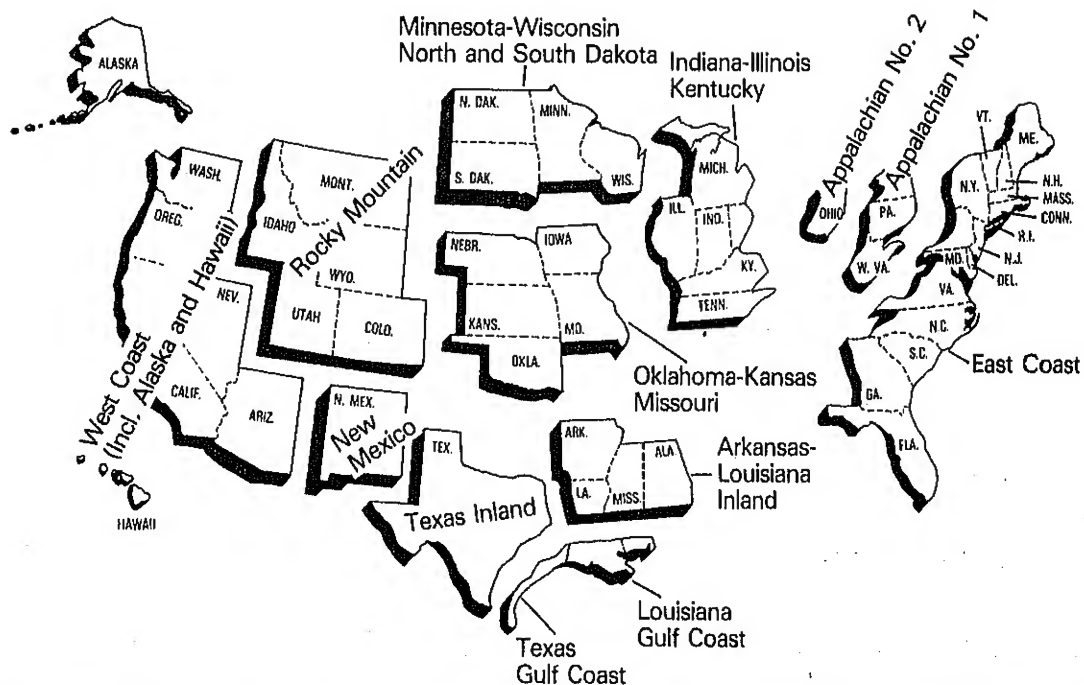 Minnesota-Wisconsin
North and South Dakota
Indiana-Illinois
Kentucky
Appalachian No. 2
Appalachian No. 1
ALASKA
N. DAK.
MINN.
S. DAK.
WIS.
MICH.
ILL.
IND.
KY.
TENN.
OHIO
PA.
W. VA.
VT.
ME.
N.Y.
N.H.
MASS.
CONN.
R.I.
N.J.
MD.
DEL.
VA.
N.C.
S.C.
GA.
FLA.
East Coast
WASH.
OREG.
NEV.
CALIF.
ARIZ.
West Coast
(Incl. Alaska and Hawaii)
HAWAII
MONT.
IDAHO
WYO.
UTAH
COLO.
Rocky Mountain
NEBR.
IOWA
KANS.
MO.
OXLA.
Oklahoma-Kansas
Missouri
N. MEX.
New
Mexico
TEX.
Texas Inland
ARK.
LA.
MISS.
ALA
Arkansas-
Louisiana
Inland
Louisiana
Gulf Coast
Texas
Gulf Coast